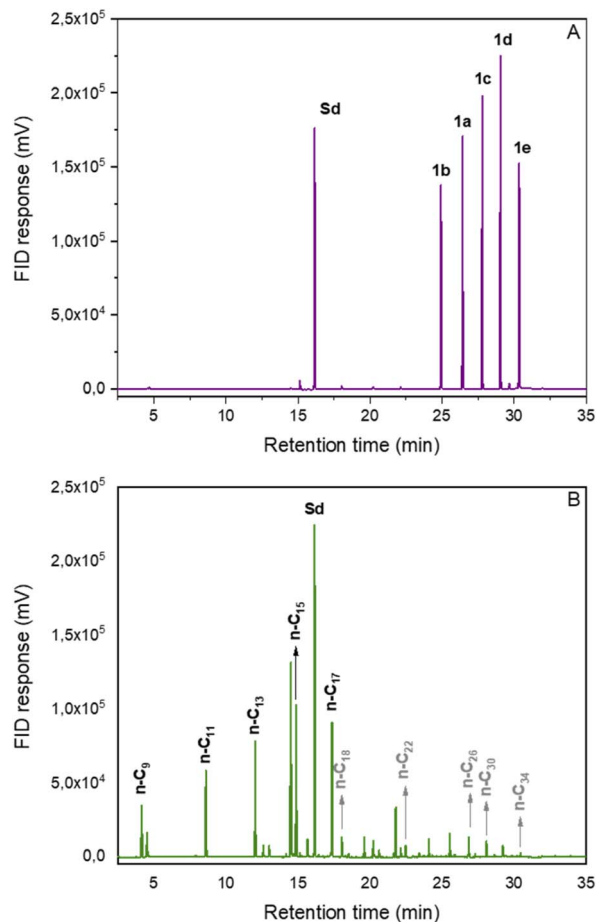 A
2,5x10⁵
2,0x10⁵
1,5x10⁵
1,0x10⁵
5,0x10⁴
0,0
FID response (mV)
Sd
1b
1a
1c
1d
1e
5
10
15
20
25
30
35
Retention time (min)
B
2,5x10⁵
2,0x10⁵
1,5x10⁵
1,0x10⁵
5,0x10⁴
0,0
FID response (mV)
n-C₉
n-C₁₁
n-C₁₃
n-C₁₅
Sd
n-C₁₇
n-C₁₈
n-C₂₂
n-C₂₆
n-C₃₀
n-C₃₄
5
10
15
20
25
30
35
Retention time (min)